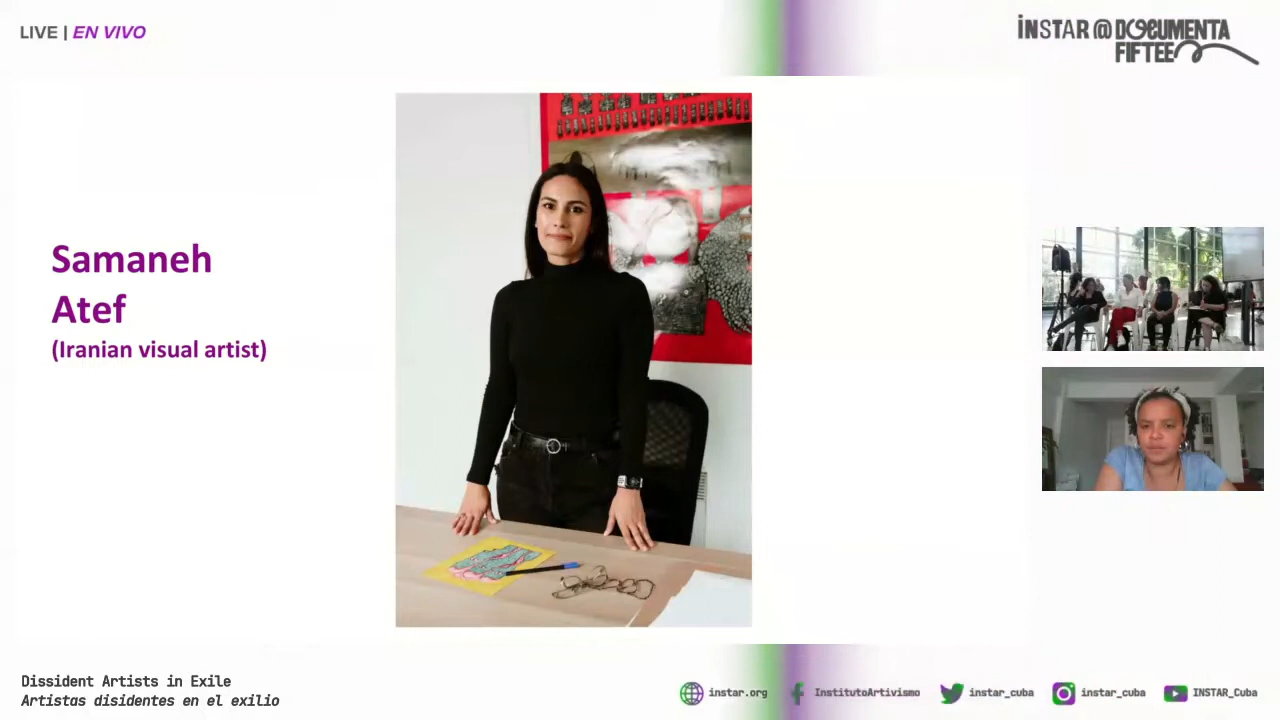 LIVE | EN VIVO
INSTAR @ DOCUMENTA
FIFTEEN
Samaneh
Atef
(Iranian visual artist)
Dissident Artists in Exile
Artistas disidentes en el exilio
instar.org
InstitutoArtivismo
instar_cuba
instar_cuba
INSTAR_Cuba